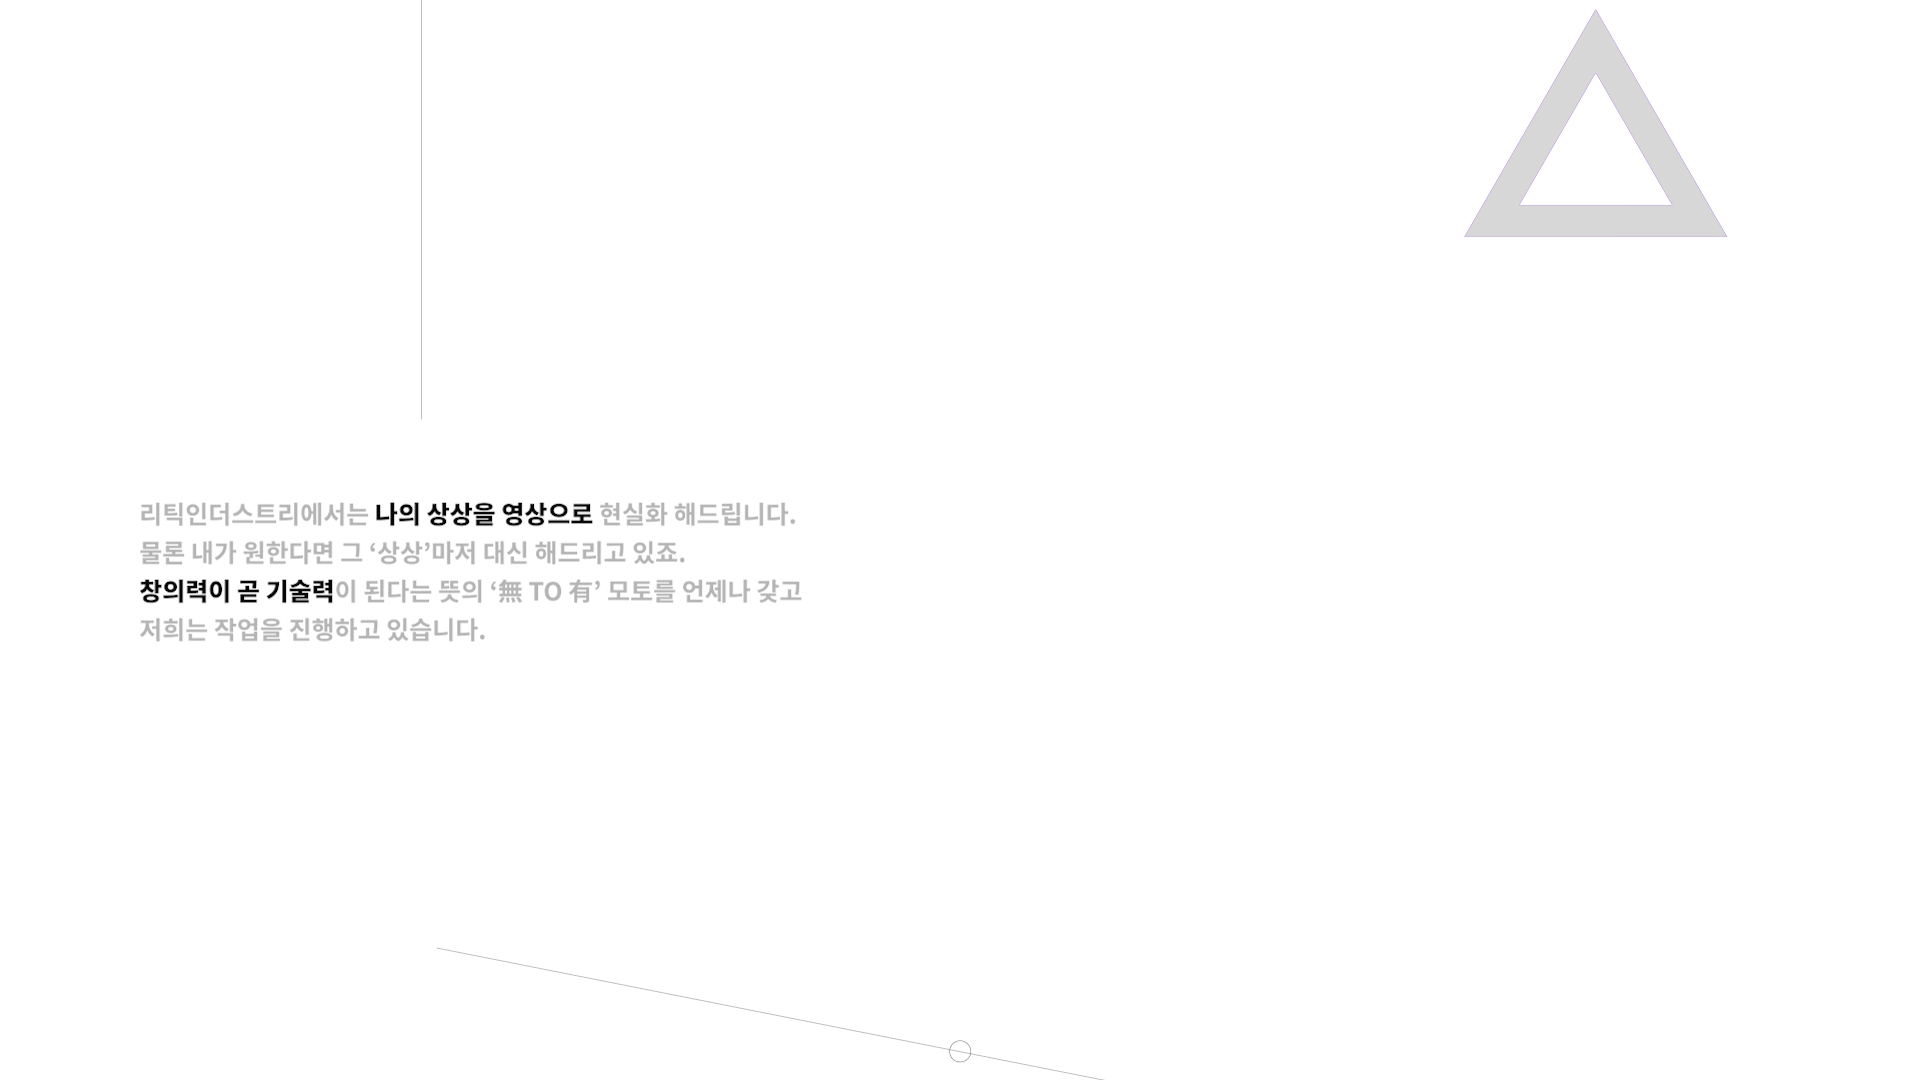 리틱인더스트리에서는 나의 상상을 영상으로 현실화 해드립니다.
물론 내가 원한다면 그 ‘상상’마저 대신 해드리고 있죠.
창의력이 곧 기술력이 된다는 뜻의 ‘無 TO 有’ 모토를 언제나 갖고
저희는 작업을 진행하고 있습니다.